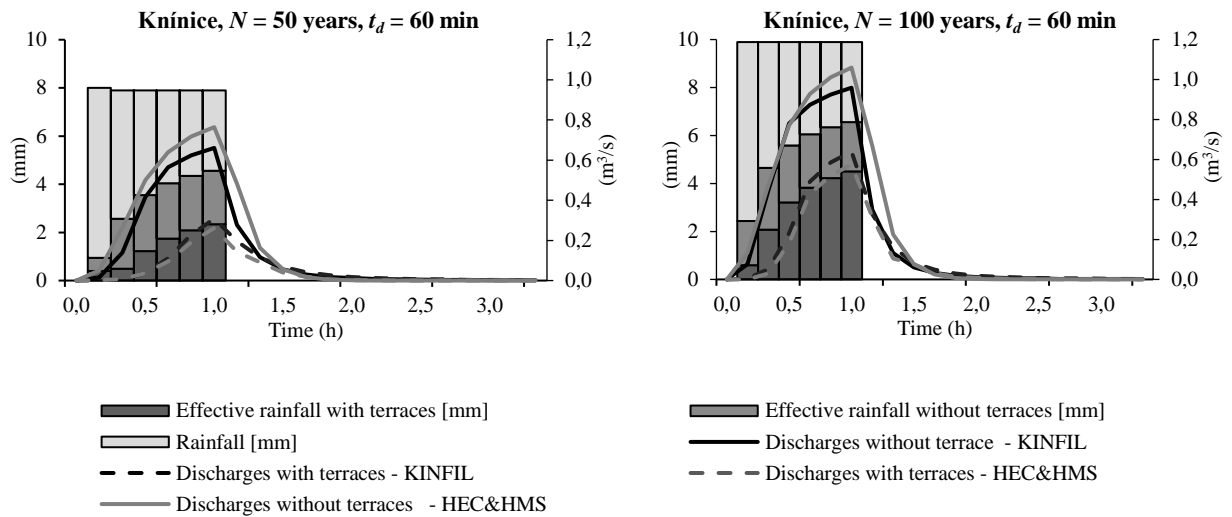 Knínice, N = 50 years, t_d = 60 min
10
8
6
4
2
0
(mm)
1,2
1,0
0,8
0,6
0,4
0,2
0,0
(m³/s)
0,0 0,5 1,0 1,5 2,0 2,5 3,0
Time (h)
Knínice, N = 100 years, t_d = 60 min
10
8
6
4
2
0
(mm)
1,2
1,0
0,8
0,6
0,4
0,2
0,0
(m³/s)
0,0 0,5 1,0 1,5 2,0 2,5 3,0
Time (h)
Effective rainfall with terraces [mm]
Rainfall [mm]
Discharges with terraces - KINFIL
Discharges without terraces - HEC&HMS
Effective rainfall without terraces [mm]
Discharges without terrace - KINFIL
Discharges with terraces - HEC&HMS